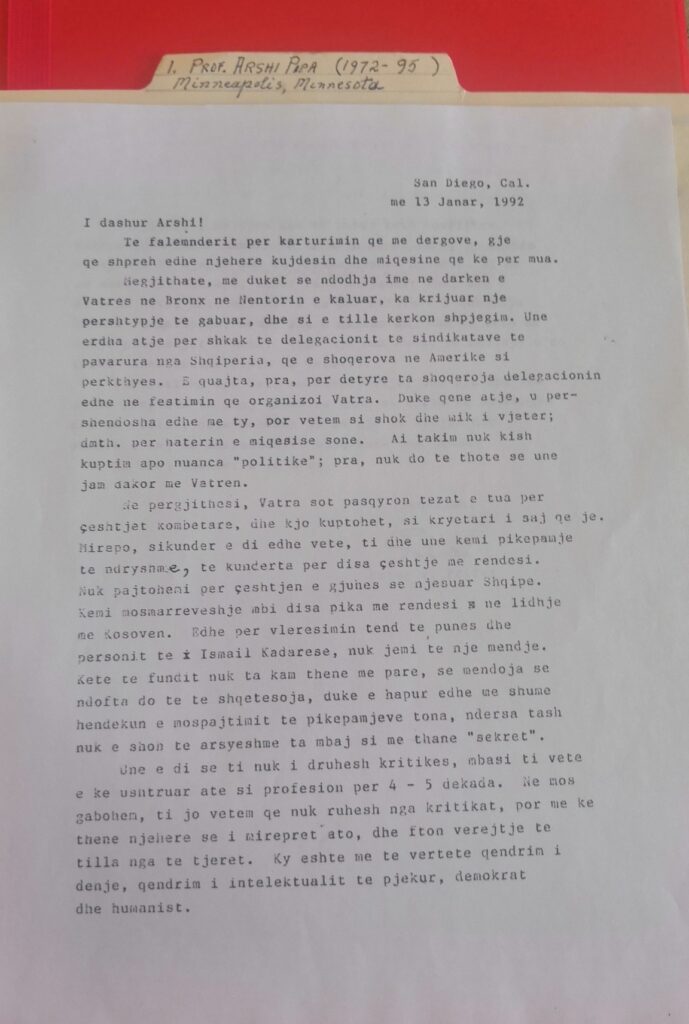 1. PROF. ARSHI PIPA (1972-95)
Minneapolis, Minnesota
San Diego, Cal.
me 13 Janar, 1992
I dashur Arshi!
Te falemnderit per karturimin qe me dergove, gje
qe shpreh edhe njehere kujdesin dhe miqesine qe ke per mua.
Megjithate, me duket se ndodhja ime ne darken e
Vatres ne Bronx ne Nentorin e kaluar, ka krijuar nje
pershtypje te gabuar, dhe si e tille kerkon shpjegim. Une
erdha atje per shkak te delegacionit te sindikatave te
pavarura nga Shqiperia, qe e shoqerova ne Amerike si
perkthyes. E quajta, pra, per detyre ta shoqeroja delegacionin
edhe ne festimin qe organizoi Vatra. Duke qene atje, u per-
shendosha edhe me ty, por vetem si shok dhe mik i vjeter;
dmth. per haterin e miqesise sone. Ai takim nuk kish
kuptim apo nuanca "politike"; pra, nuk do te thote se une
jam dakor me Vatren.
Ne pergjithesi, Vatra sot pasqyron tezat e tua per
çeshtjet kombetare, dhe kjo kuptohet, si kryetari i saj qe je.
Mirepo, sikunder e di edhe vete, ti dhe une kemi pikepamje
te ndryshme, te kunderta per disa çeshtje me rendesi.
Nuk pajtohemi per çeshtjen e gjuhes se njesuar Shqipe.
Kemi mosmarreveshje mbi disa pika me rendesi ne lidhje
me Kosoven. Edhe per vleresimin tend te punes dhe
personit te Ismail Kadarese, nuk jemi te nje mendje.
Kete te fundit nuk ta kam thene me pare, se mendoja se
ndofta do te te shqetesoja, duke e hapur edhe me shume
hendekun e mospajtimit te pikepamjeve tona, ndersa tash
nuk e shoh te arsyeshme ta mbaj si me thane "sekret".
Une e di se ti nuk i druhesh kritikes, mbasi ti vete
e ke ushtruar ate si profesion per 4 - 5 dekada. Ne mos
gabohem, ti jo vetem qe nuk ruhesh nga kritikat, por me ke
thene njehere se i mirepret ato, dhe fton verejtje te
tilla nga te tjeret. Ky eshte me te vertete qendrim i
denje, qendrim i intelektualit te pjekur, demokrat
dhe humanist.